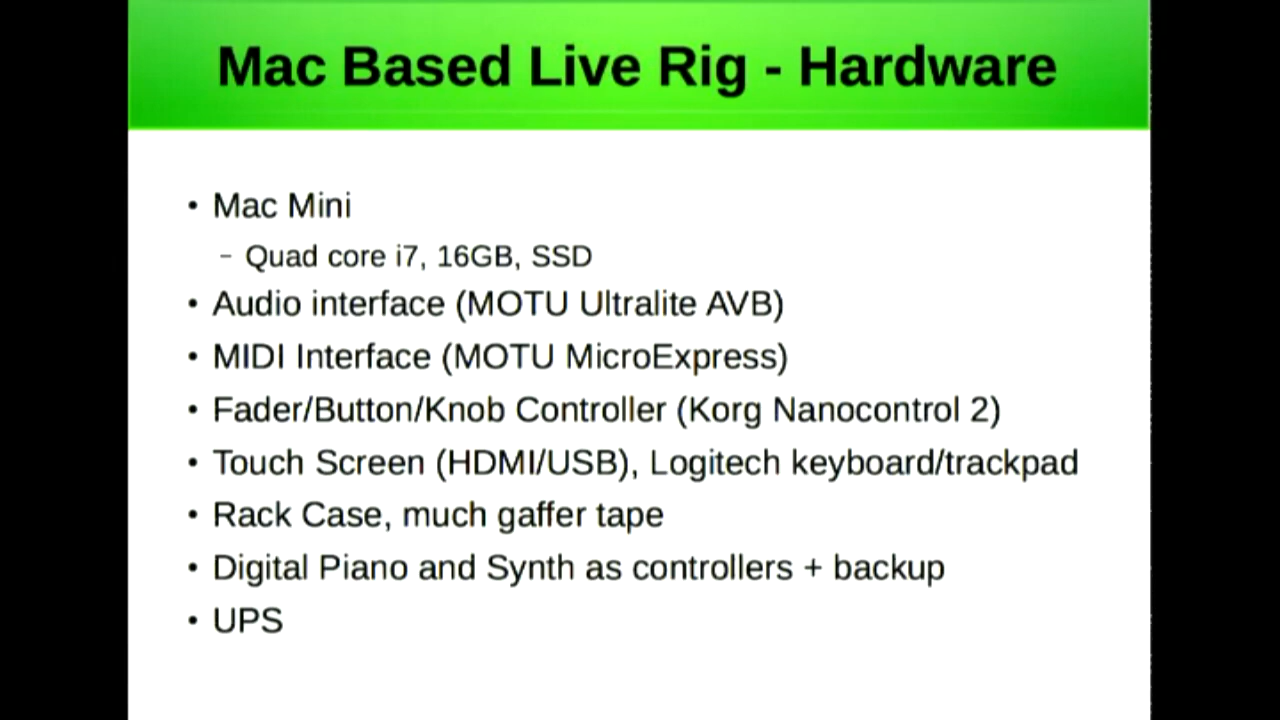 Mac Based Live Rig - Hardware
• Mac Mini
– Quad core i7, 16GB, SSD
• Audio interface (MOTU Ultralite AVB)
• MIDI Interface (MOTU MicroExpress)
• Fader/Button/Knob Controller (Korg Nanocontrol 2)
• Touch Screen (HDMI/USB), Logitech keyboard/trackpad
• Rack Case, much gaffer tape
• Digital Piano and Synth as controllers + backup
• UPS